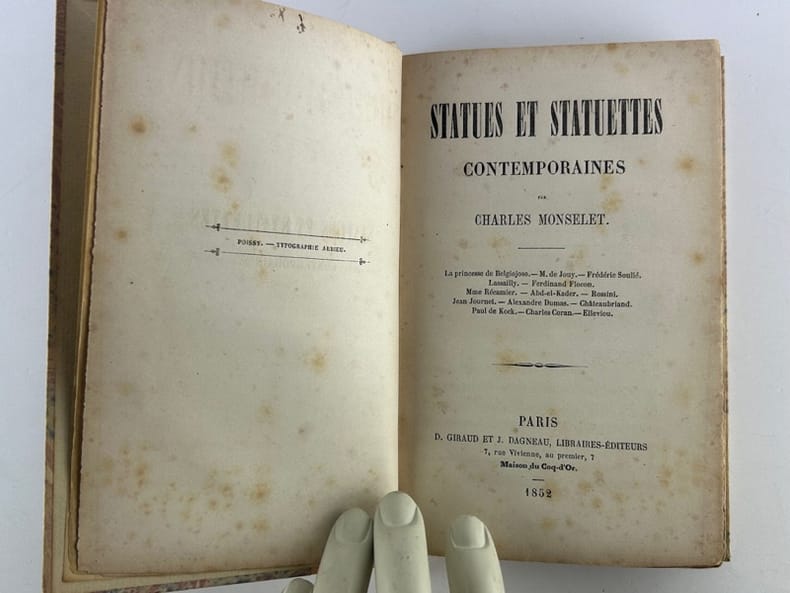 POISSY. — TYPOGRAPHIE ARBIEU.
STATUES ET STATUETTES
CONTEMPORAINES
PAR
CHARLES MONSELET.
La princesse de Belgiojoso. — M. de Jouy. — Frédéric Soulié.
Lassailly. — Ferdinand Flocon.
Mme Récamier. — Abd-el-Kader. — Rossini.
Jean Journet. — Alexandre Dumas. — Châteaubriand.
Paul de Kock. — Charles Coran. — Elleviou.
PARIS
D. GIRAUD ET J. DAGNEAU, LIBRAIRES-ÉDITEURS
7, rue Vivienne, au premier, 7
Maison du Coq-d'Or.
1852